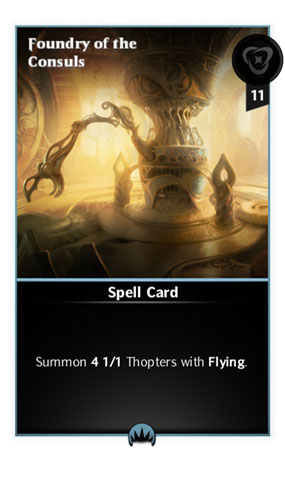 Foundry of the
Consuls
11
Spell Card
Summon 4 1/1 Thopters with Flying.